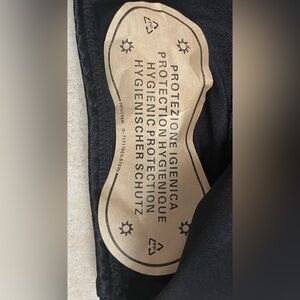 PROTEZIONE IGIENICA
PROTECTION HYGIENIQUE
HYGIENIC PROTECTION
HYGIENISCHER SCHUTZ